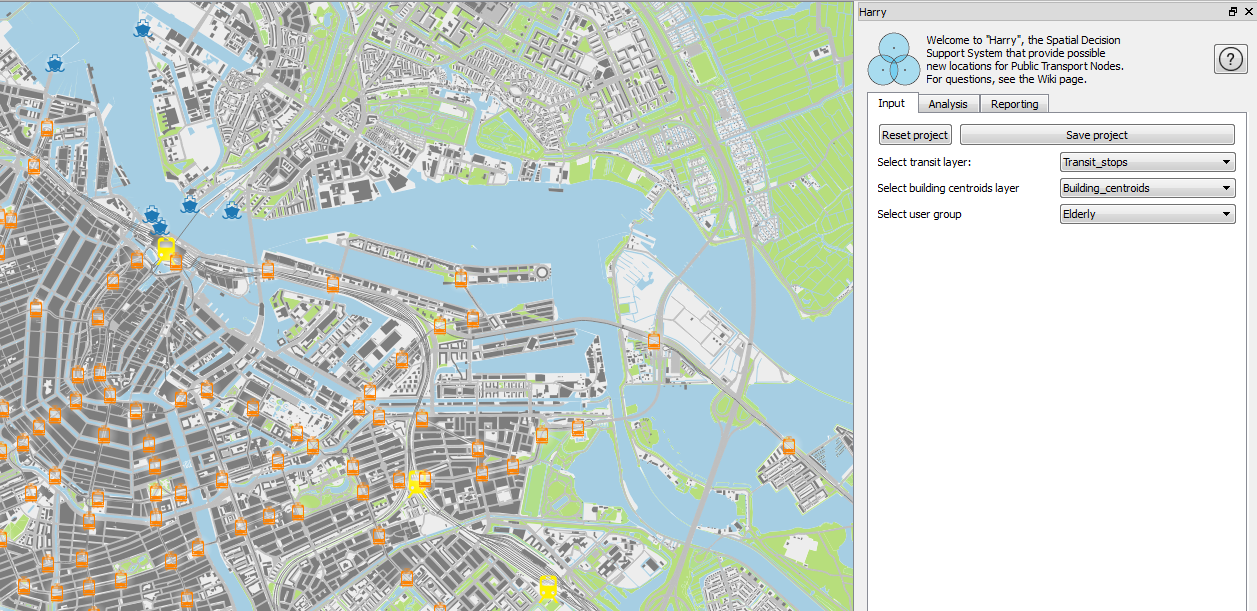 Harry
Welcome to "Harry", the Spatial Decision
Support System that provide possible
new locations for Public Transport Nodes.
For questions, see the Wiki page.
?
Input Analysis Reporting
Reset project Save project
Select transit layer: Transit_stops
Select building centroids layer Building_centroids
Select user group Elderly